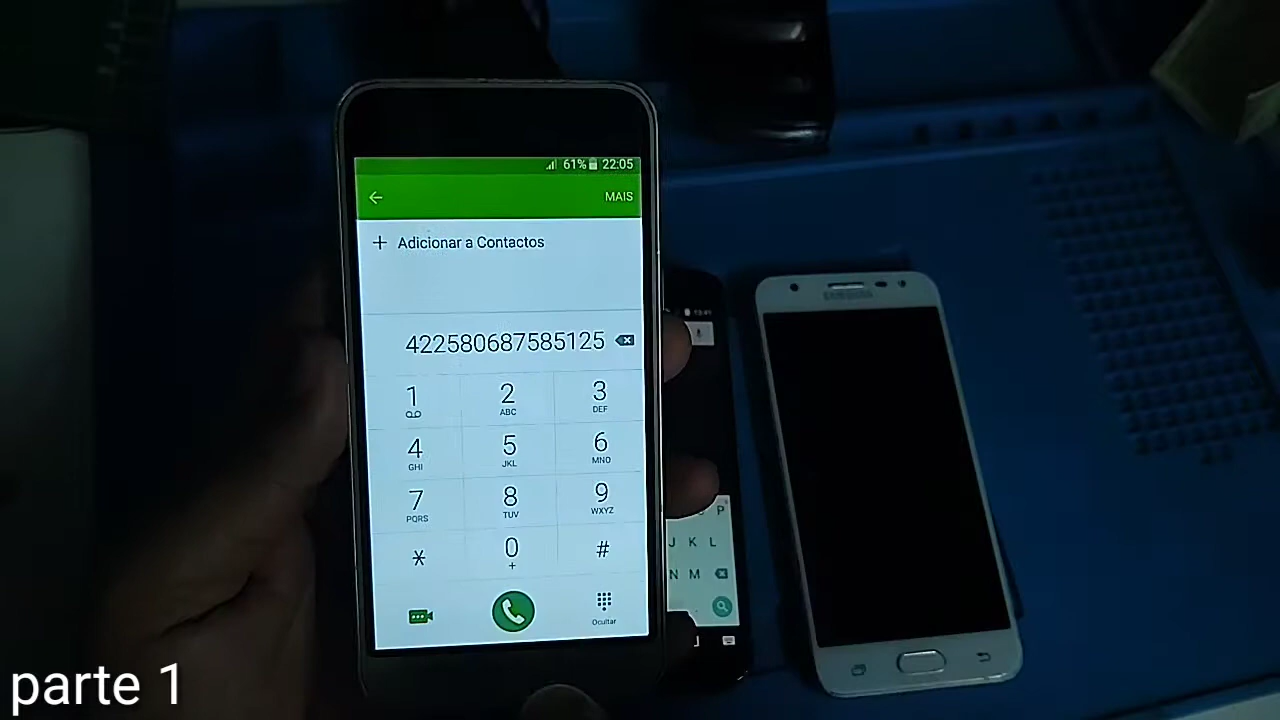 61% 22:05
MAIS
+ Adicionar a Contactos
422580687585125
1
2 ABC
3 DEF
4 GHI
5 JKL
6 MNO
7 PQRS
8 TUV
9 WXYZ
*
0 +
#
Ocultar
SAMSUNG
P
J K L
N M
parte 1